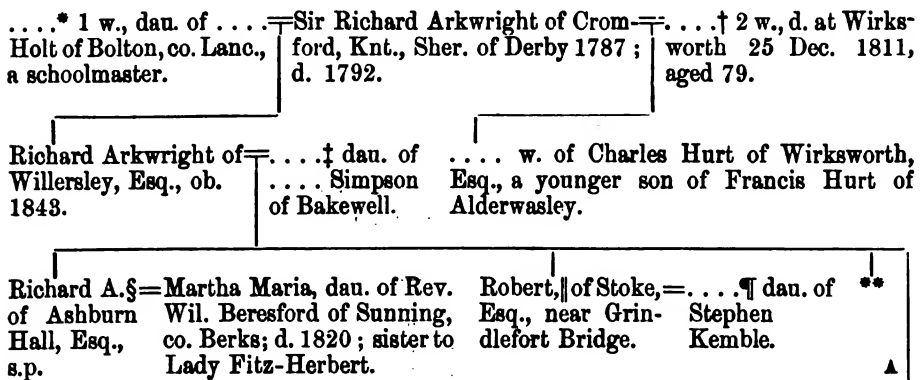 . . . .* 1 w., dau. of . . . .
Holt of Bolton, co. Lanc.,
a schoolmaster.
Sir Richard Arkwright of Crom-
ford, Knt., Sher. of Derby 1787 ;
d. 1792.
. . . .† 2 w., d. at Wirks-
worth 25 Dec. 1811,
aged 79.
Richard Arkwright of
Willersley, Esq., ob.
1843.
. . . .‡ dau. of
. . . . Simpson
of Bakewell.
. . . . w. of Charles Hurt of Wirksworth,
Esq., a younger son of Francis Hurt of
Alderwasley.
Richard A.§=
of Ashburn
Hall, Esq.,
s.p.
Martha Maria, dau. of Rev.
Wil. Beresford of Sunning,
co. Berks; d. 1820 ; sister to
Lady Fitz-Herbert.
Robert,‖ of Stoke,=
Esq., near Grin-
dlefort Bridge.
. . . .¶ dau. of
Stephen
Kemble.
**
A